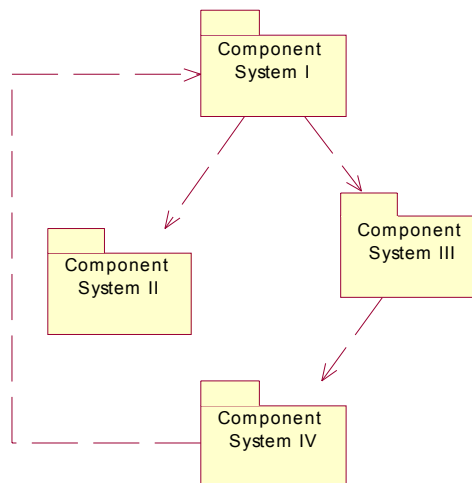 Component
System I
Component
System II
Component
System III
Component
System IV